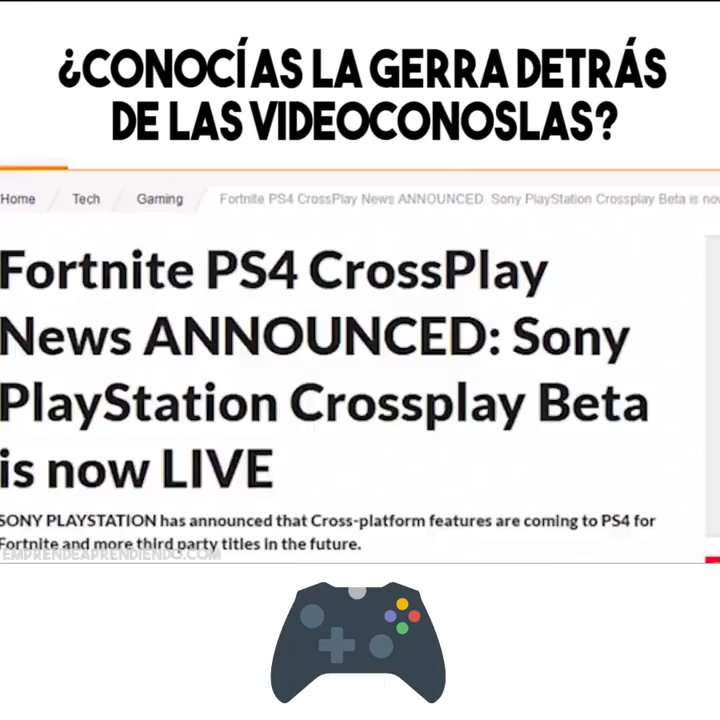 ¿CONOCÍAS LA GERRA DETRÁS
DE LAS VIDEOCONOSLAS?
Home Tech Gaming Fortnite PS4 CrossPlay News ANNOUNCED Sony PlayStation Crossplay Beta is now
Fortnite PS4 CrossPlay
News ANNOUNCED: Sony
PlayStation Crossplay Beta
is now LIVE
SONY PLAYSTATION has announced that Cross-platform features are coming to PS4 for
Fortnite and more third party titles in the future.
EMPRENDEAPRENDIENDO.COM